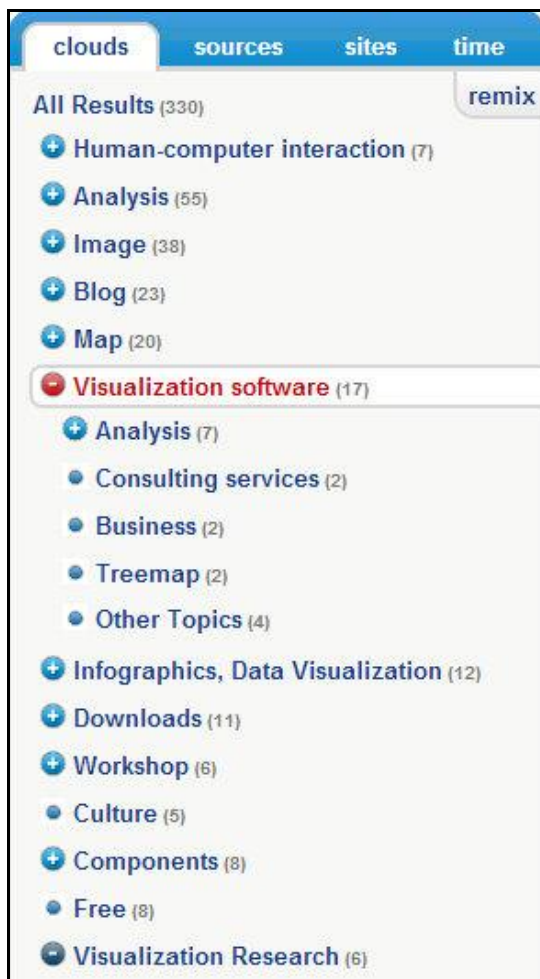 clouds sources sites time
remix
All Results (330)
Human-computer interaction (7)
Analysis (55)
Image (38)
Blog (23)
Map (20)
Visualization software (17)
Analysis (7)
Consulting services (2)
Business (2)
Treemap (2)
Other Topics (4)
Infographics, Data Visualization (12)
Downloads (11)
Workshop (6)
Culture (5)
Components (8)
Free (8)
Visualization Research (6)